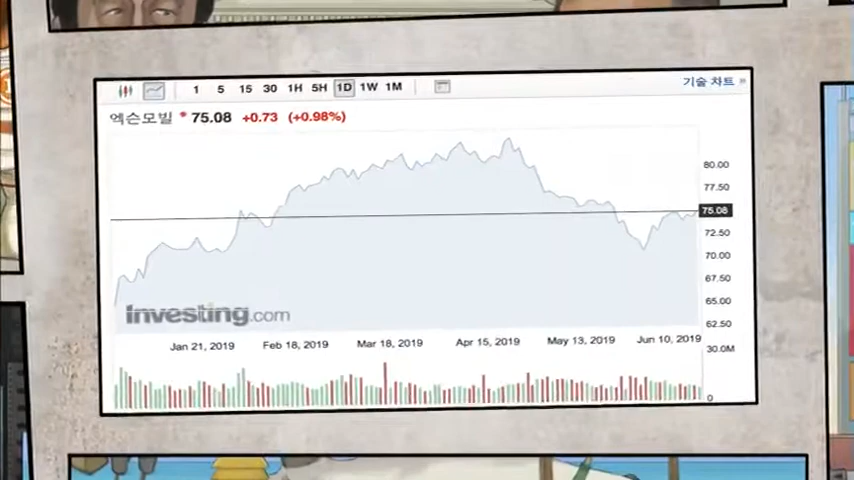 1 5 15 30 1H 5H 1D 1W 1M 기술 차트 »
엑슨모빌 75.08 +0.73 (+0.98%)
80.00
77.50
75.08
72.50
70.00
67.50
65.00
62.50
Investing.com
Jan 21, 2019 Feb 18, 2019 Mar 18, 2019 Apr 15, 2019 May 13, 2019 Jun 10, 2019
30.0M
0